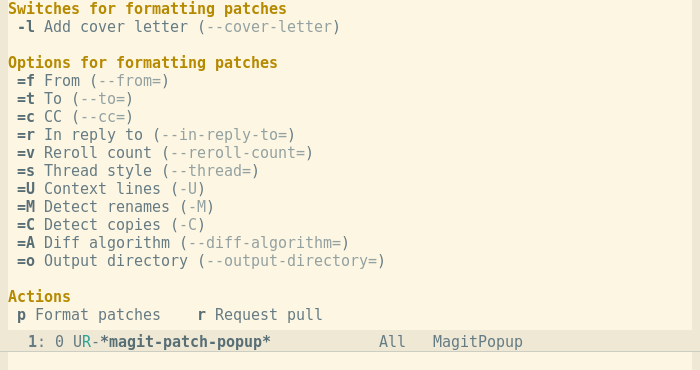 Switches for formatting patches
 -l Add cover letter (--cover-letter)

Options for formatting patches
 =f From (--from=)
 =t To (--to=)
 =c CC (--cc=)
 =r In reply to (--in-reply-to=)
 =v Reroll count (--reroll-count=)
 =s Thread style (--thread=)
 =U Context lines (-U)
 =M Detect renames (-M)
 =C Detect copies (-C)
 =A Diff algorithm (--diff-algorithm=)
 =o Output directory (--output-directory=)

Actions
 p Format patches    r Request pull
1: 0 UR-*magit-patch-popup*            All   MagitPopup